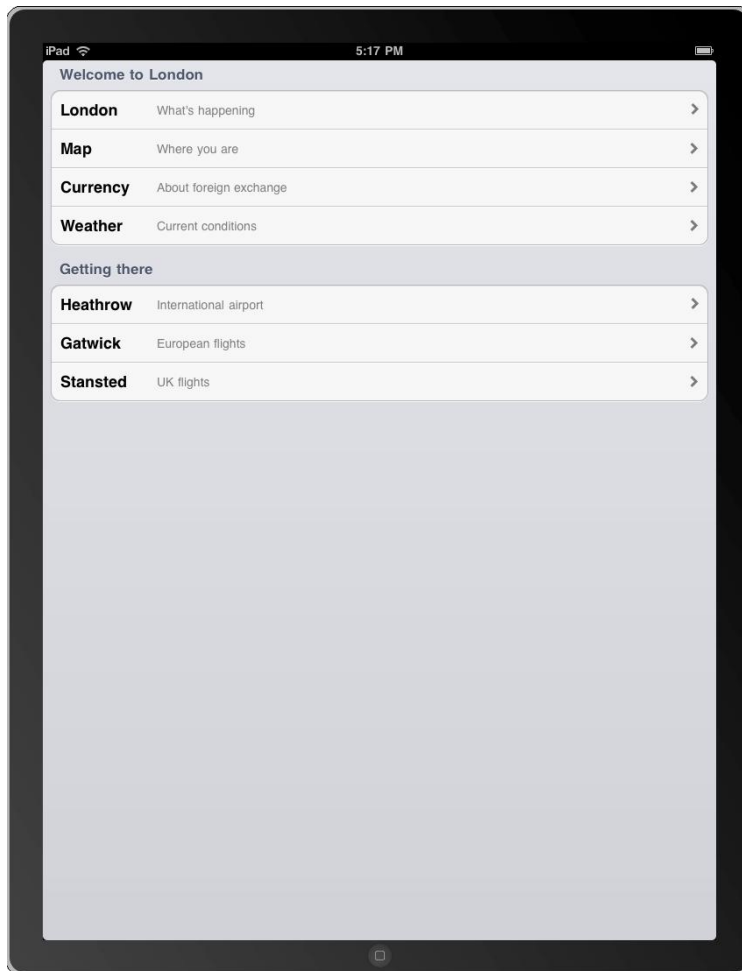 iPad 5:17 PM
Welcome to London
London What's happening
Map Where you are
Currency About foreign exchange
Weather Current conditions
Getting there
Heathrow International airport
Gatwick European flights
Stansted UK flights